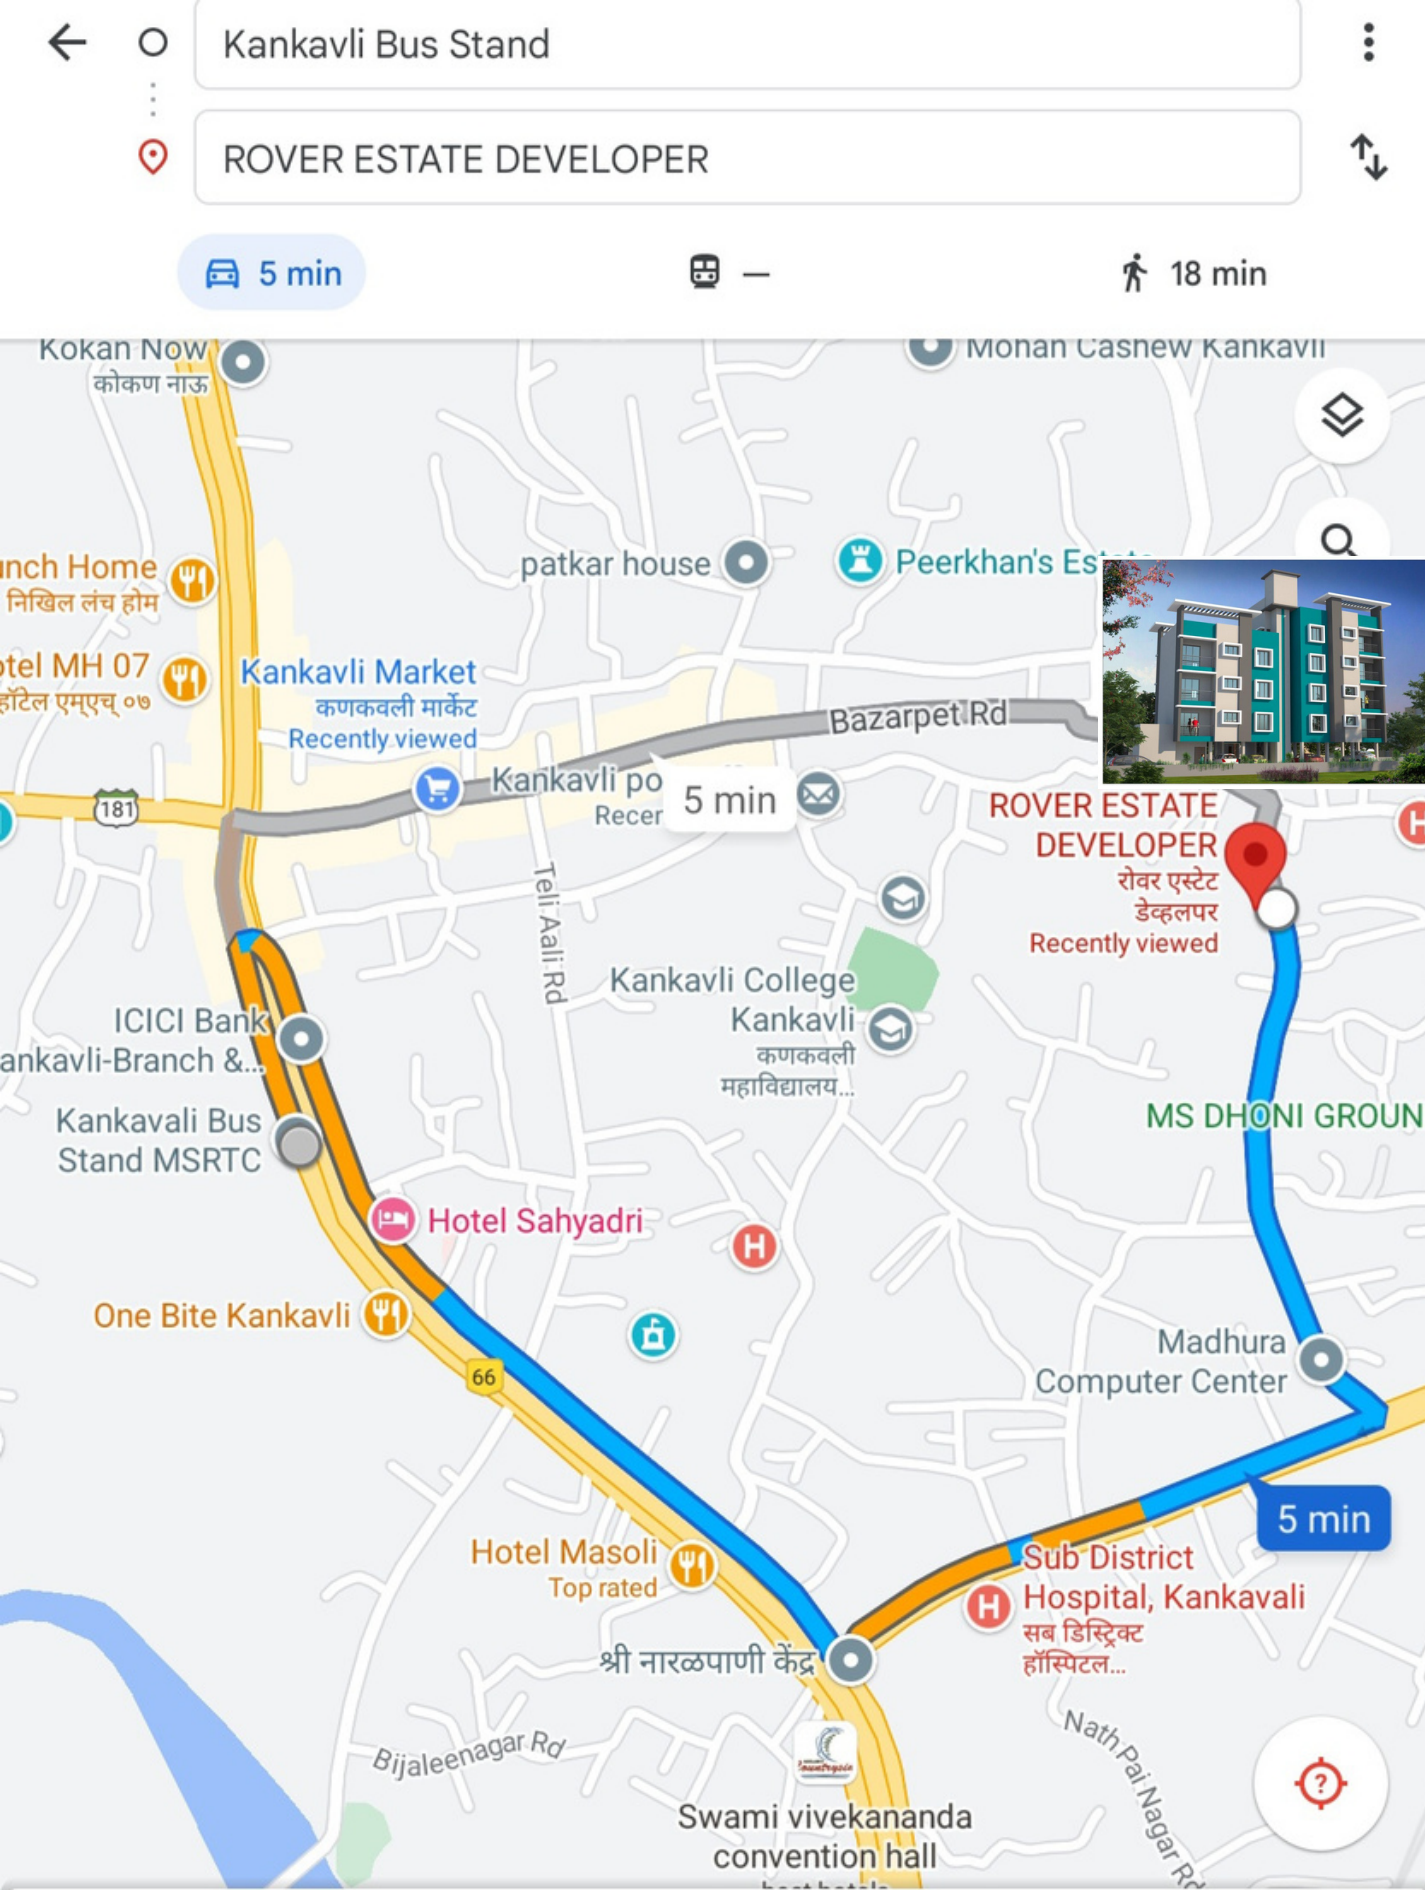 Kankavli Bus Stand
ROVER ESTATE DEVELOPER
5 min
18 min
Kokan Now
कोकण नाऊ
Mohan Cashew Kankavli
unch Home
निखिल लंच होम
patkar house
Peerkhan's Estate
otel MH 07
हॉटेल एमएच् ०७
Kankavli Market
कणकवली मार्केट
Recently viewed
Bazarpet Rd
181
Kankavli po
Recer
5 min
ROVER ESTATE
DEVELOPER
रोवर एस्टेट
डेव्हलपर
Recently viewed
H
Teli Aali Rd
Kankavli College
Kankavli
कणकवली
महाविद्यालय...
ICICI Bank
ankavli-Branch &...
Kankavali Bus
Stand MSRTC
MS DHONI GROUN
Hotel Sahyadri
H
One Bite Kankavli
66
Madhura
Computer Center
5 min
Hotel Masoli
Top rated
Sub District
Hospital, Kankavali
सब डिस्ट्रिक्ट
हॉस्पिटल...
H
श्री नारळपाणी केंद्र
Bijaleenagar Rd
Nath Pai Nagar Rd
?
Swami vivekananda
convention hall